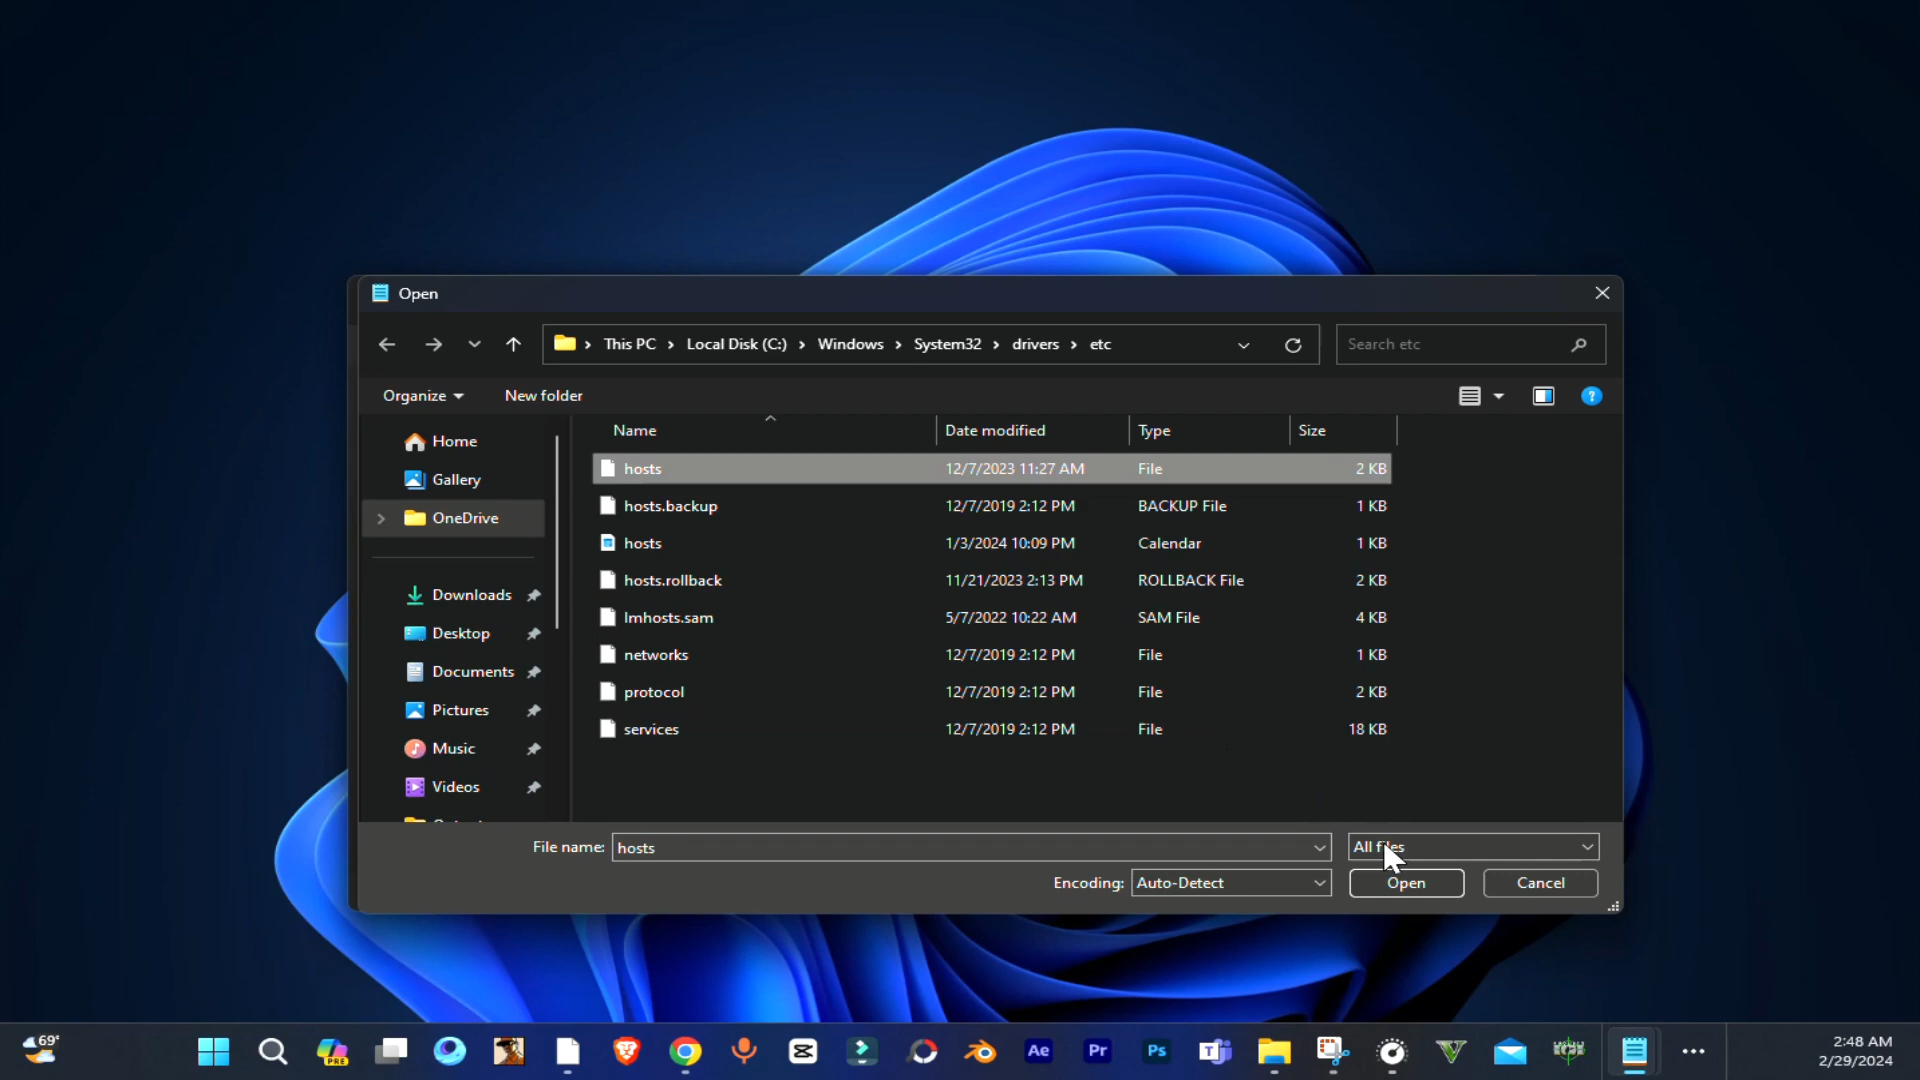 Open
This PC > Local Disk (C:) > Windows > System32 > drivers > etc
Search etc
Organize
New folder
Name Date modified Type Size
Home
Gallery
OneDrive
Downloads
Desktop
Documents
Pictures
Music
Videos
hosts 12/7/2023 11:27 AM File 2 KB
hosts.backup 12/7/2019 2:12 PM BACKUP File 1 KB
hosts 1/3/2024 10:09 PM Calendar 1 KB
hosts.rollback 11/21/2023 2:13 PM ROLLBACK File 2 KB
lmhosts.sam 5/7/2022 10:22 AM SAM File 4 KB
networks 12/7/2019 2:12 PM File 1 KB
protocol 12/7/2019 2:12 PM File 2 KB
services 12/7/2019 2:12 PM File 18 KB
File name: hosts
All files
Encoding: Auto-Detect
Open
Cancel
69°
PRE
Ae
Pr
Ps
2:48 AM
2/29/2024